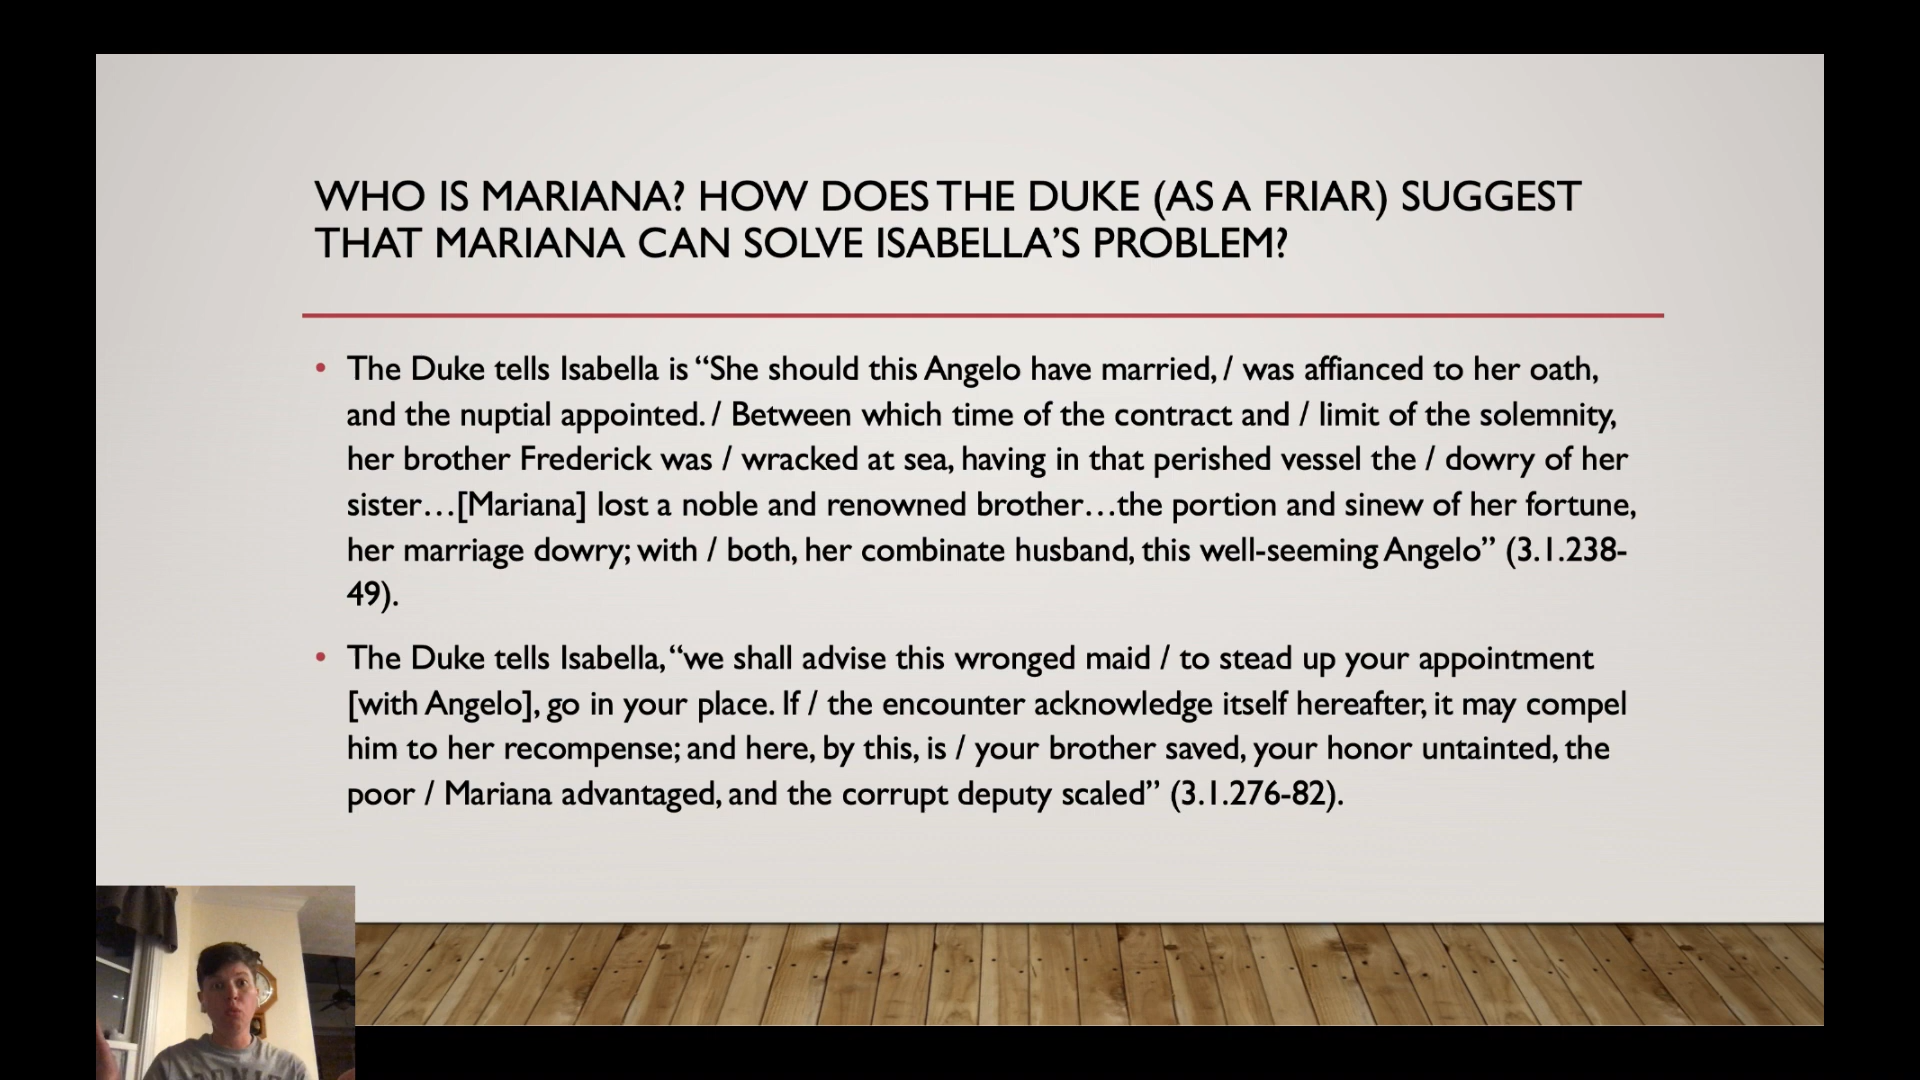 WHO IS MARIANA? HOW DOES THE DUKE (AS A FRIAR) SUGGEST
THAT MARIANA CAN SOLVE ISABELLA’S PROBLEM?
• The Duke tells Isabella is “She should this Angelo have married, / was affianced to her oath,
and the nuptial appointed. / Between which time of the contract and / limit of the solemnity,
her brother Frederick was / wracked at sea, having in that perished vessel the / dowry of her
sister…[Mariana] lost a noble and renowned brother…the portion and sinew of her fortune,
her marriage dowry; with / both, her combinate husband, this well-seeming Angelo” (3.1.238-
49).
• The Duke tells Isabella, “we shall advise this wronged maid / to stead up your appointment
[with Angelo], go in your place. If / the encounter acknowledge itself hereafter, it may compel
him to her recompense; and here, by this, is / your brother saved, your honor untainted, the
poor / Mariana advantaged, and the corrupt deputy scaled” (3.1.276-82).